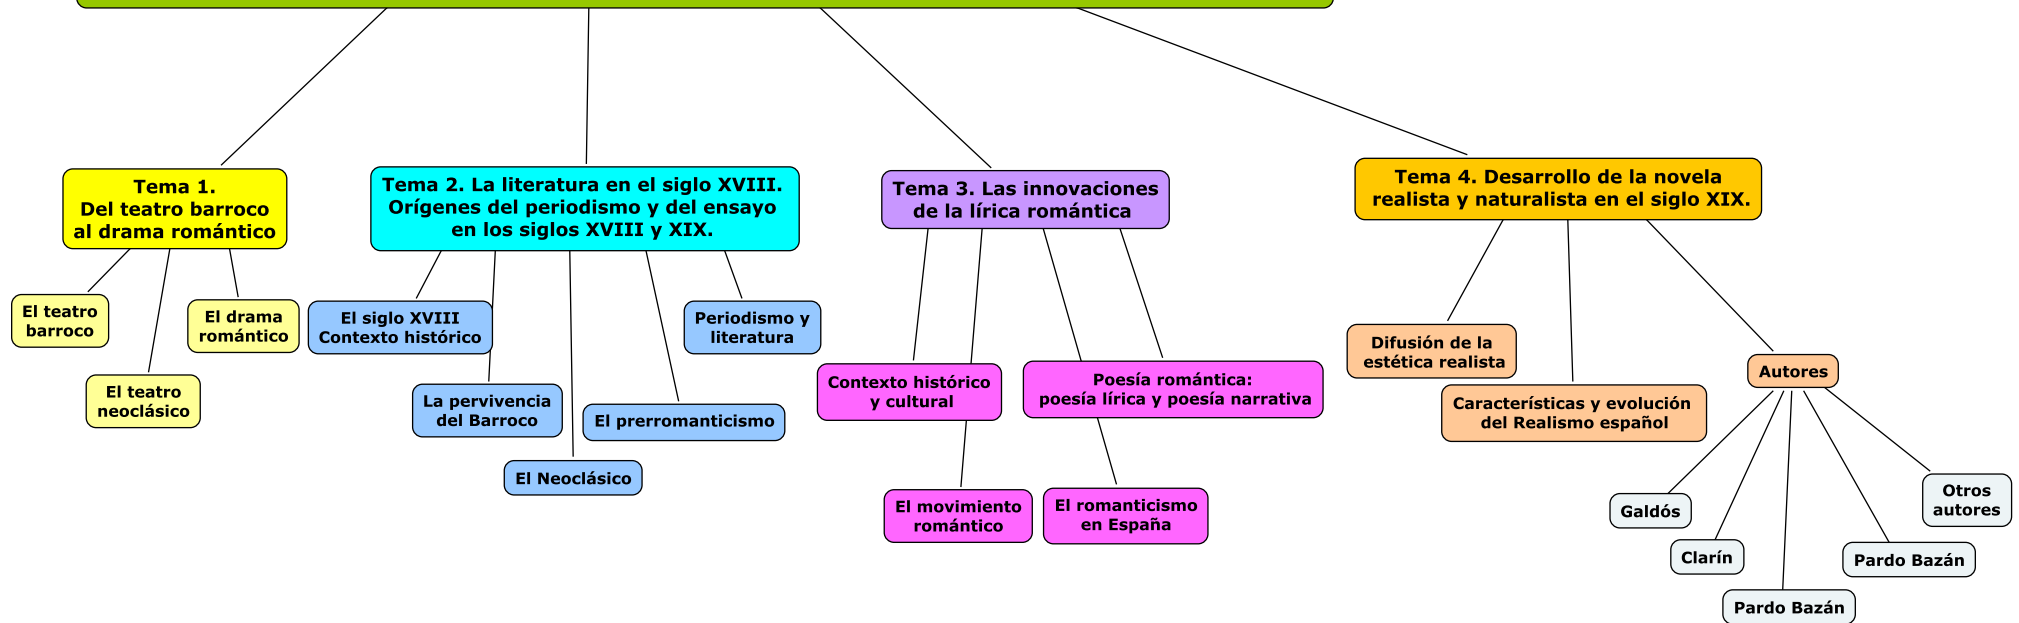 Tema 1.
Del teatro barroco
al drama romántico
El teatro
barroco
El teatro
neoclásico
El drama
romántico
Tema 2. La literatura en el siglo XVIII.
Orígenes del periodismo y del ensayo
en los siglos XVIII y XIX.
El siglo XVIII
Contexto histórico
La pervivencia
del Barroco
El Neoclásico
El prerromanticismo
Periodismo y
literatura
Tema 3. Las innovaciones
de la lírica romántica
Contexto histórico
y cultural
El movimiento
romántico
El romanticismo
en España
Poesía romántica:
poesía lírica y poesía narrativa
Tema 4. Desarrollo de la novela
realista y naturalista en el siglo XIX.
Difusión de la
estética realista
Características y evolución
del Realismo español
Autores
Galdós
Clarín
Pardo Bazán
Pardo Bazán
Otros
autores